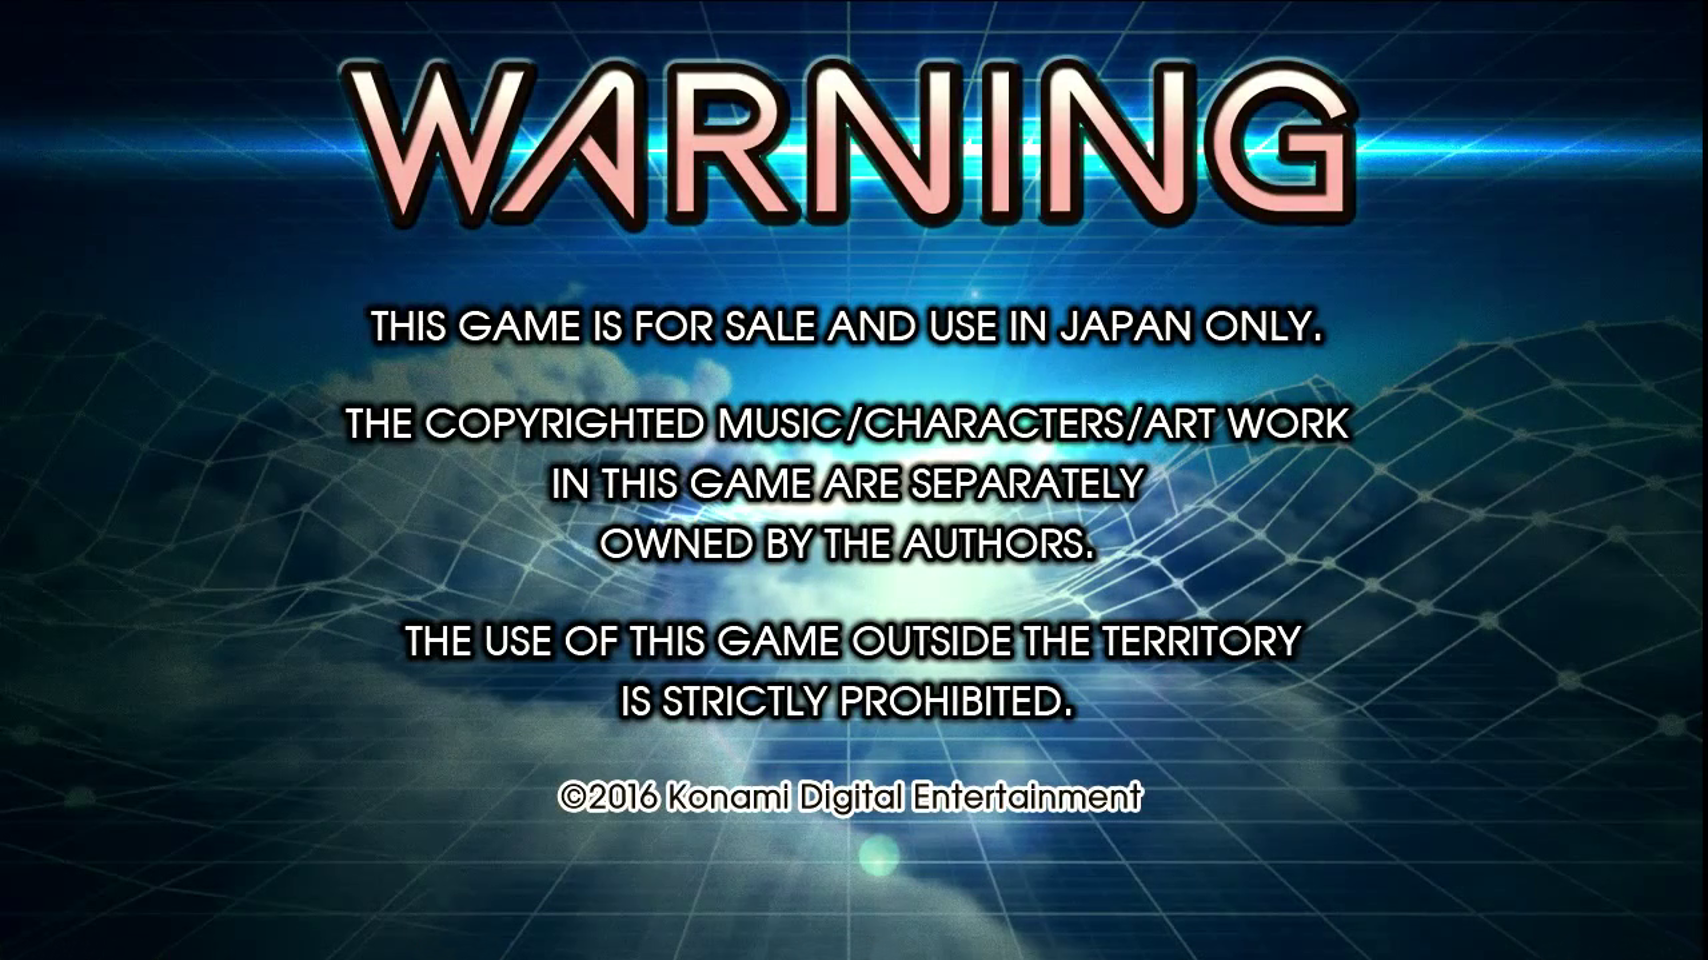 WARNING
THIS GAME IS FOR SALE AND USE IN JAPAN ONLY.
THE COPYRIGHTED MUSIC/CHARACTERS/ART WORK
IN THIS GAME ARE SEPARATELY
OWNED BY THE AUTHORS.
THE USE OF THIS GAME OUTSIDE THE TERRITORY
IS STRICTLY PROHIBITED.
©2016 Konami Digital Entertainment